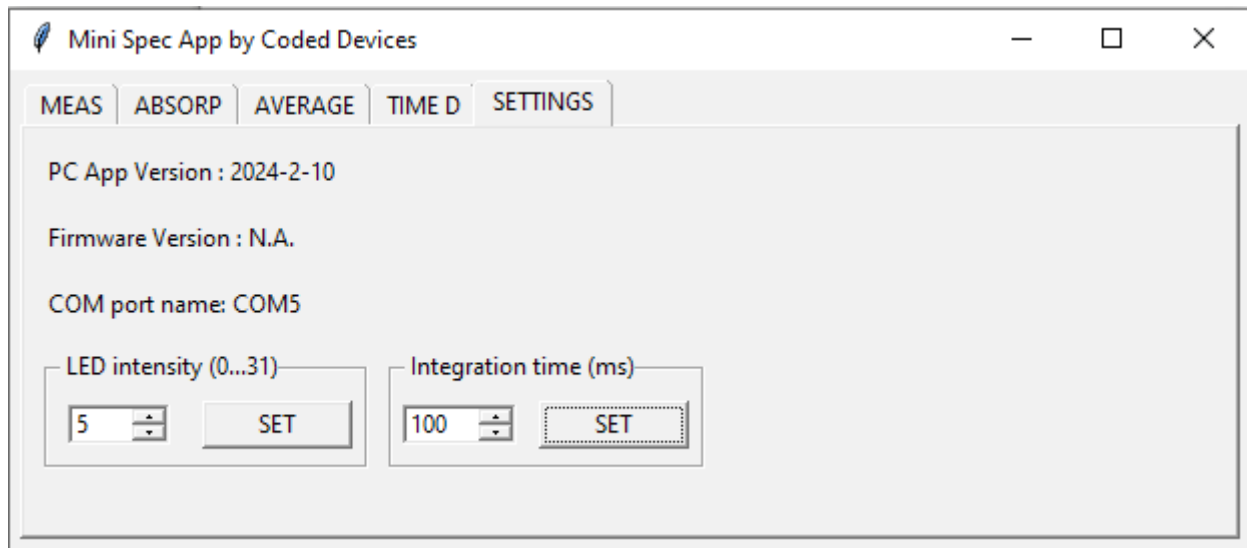 Mini Spec App by Coded Devices
MEAS ABSORP AVERAGE TIME D SETTINGS
PC App Version : 2024-2-10
Firmware Version : N.A.
COM port name: COM5
LED intensity (0...31) Integration time (ms)
5 SET 100 SET